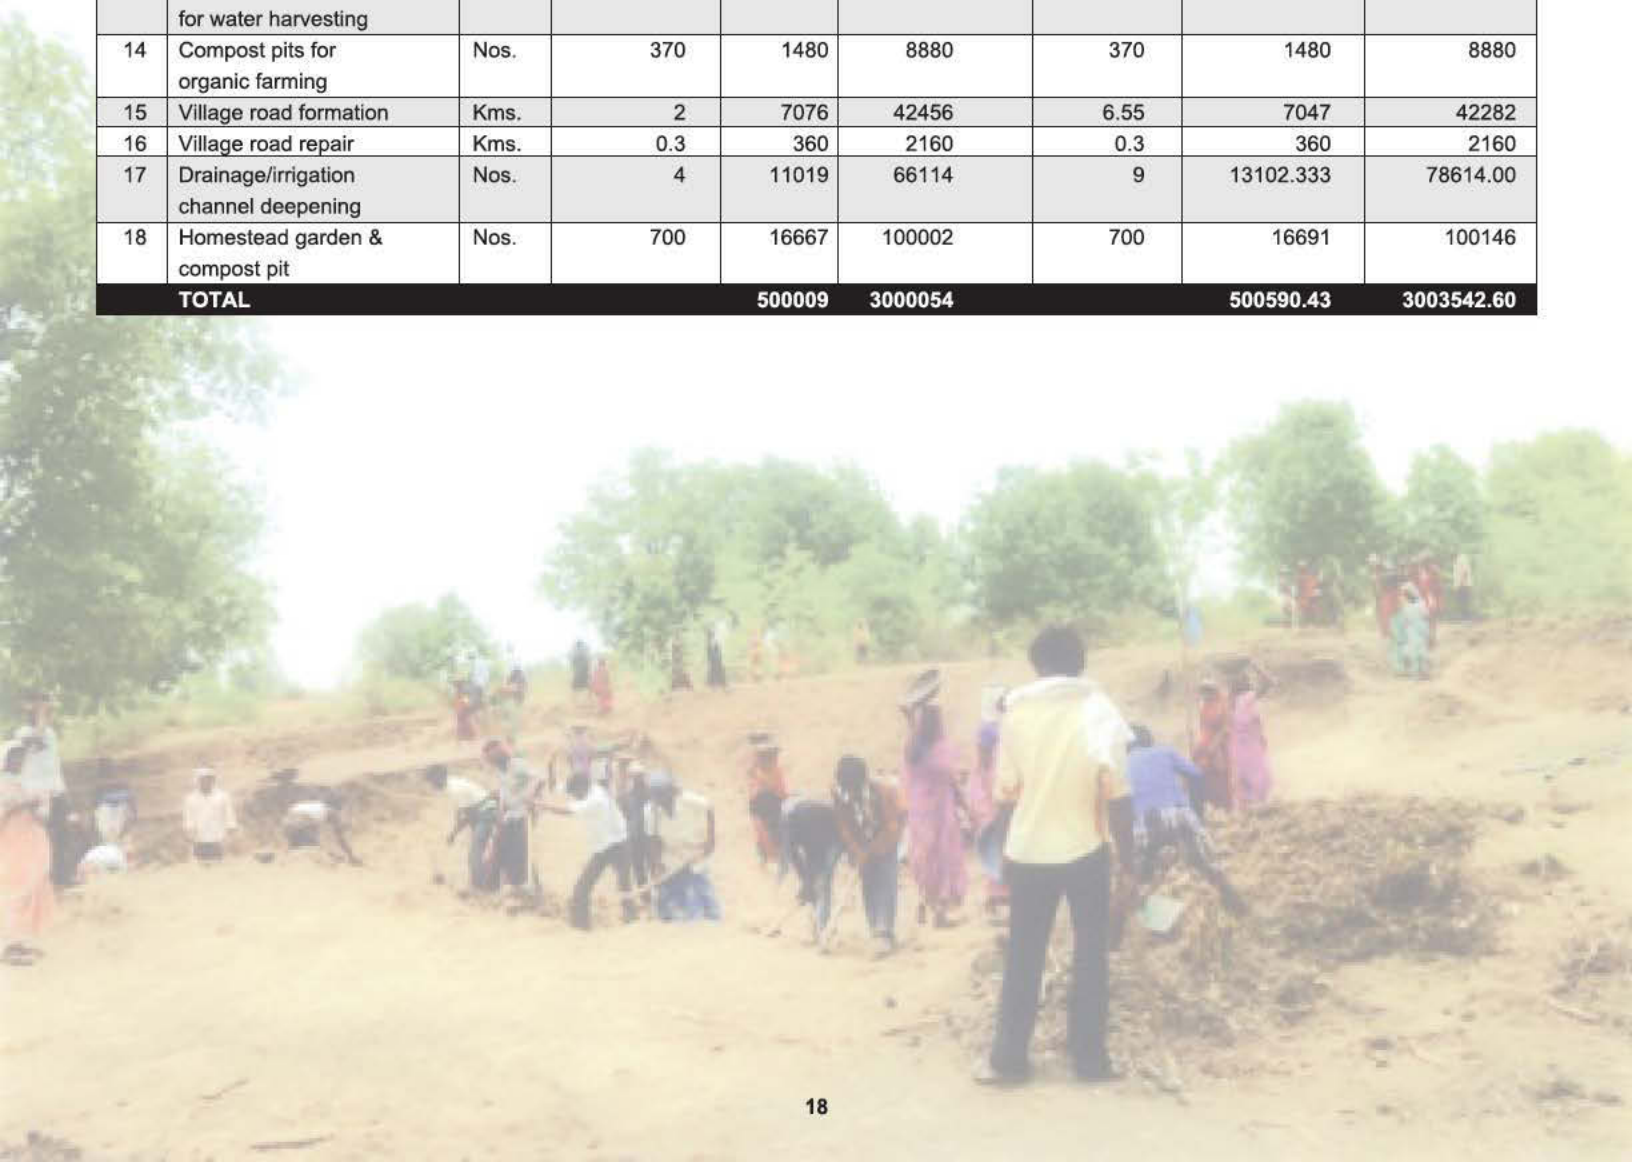 for water harvesting
14 Compost pits for Nos. 370 1480 8880 370 1480 8880
organic farming
15 Village road formation Kms. 2 7076 42456 6.55 7047 42282
16 Village road repair Kms. 0.3 360 2160 0.3 360 2160
17 Drainage/irrigation Nos. 4 11019 66114 9 13102.333 78614.00
channel deepening
18 Homestead garden & Nos. 700 16667 100002 700 16691 100146
compost pit
TOTAL 500009 3000054 500590.43 3003542.60
18